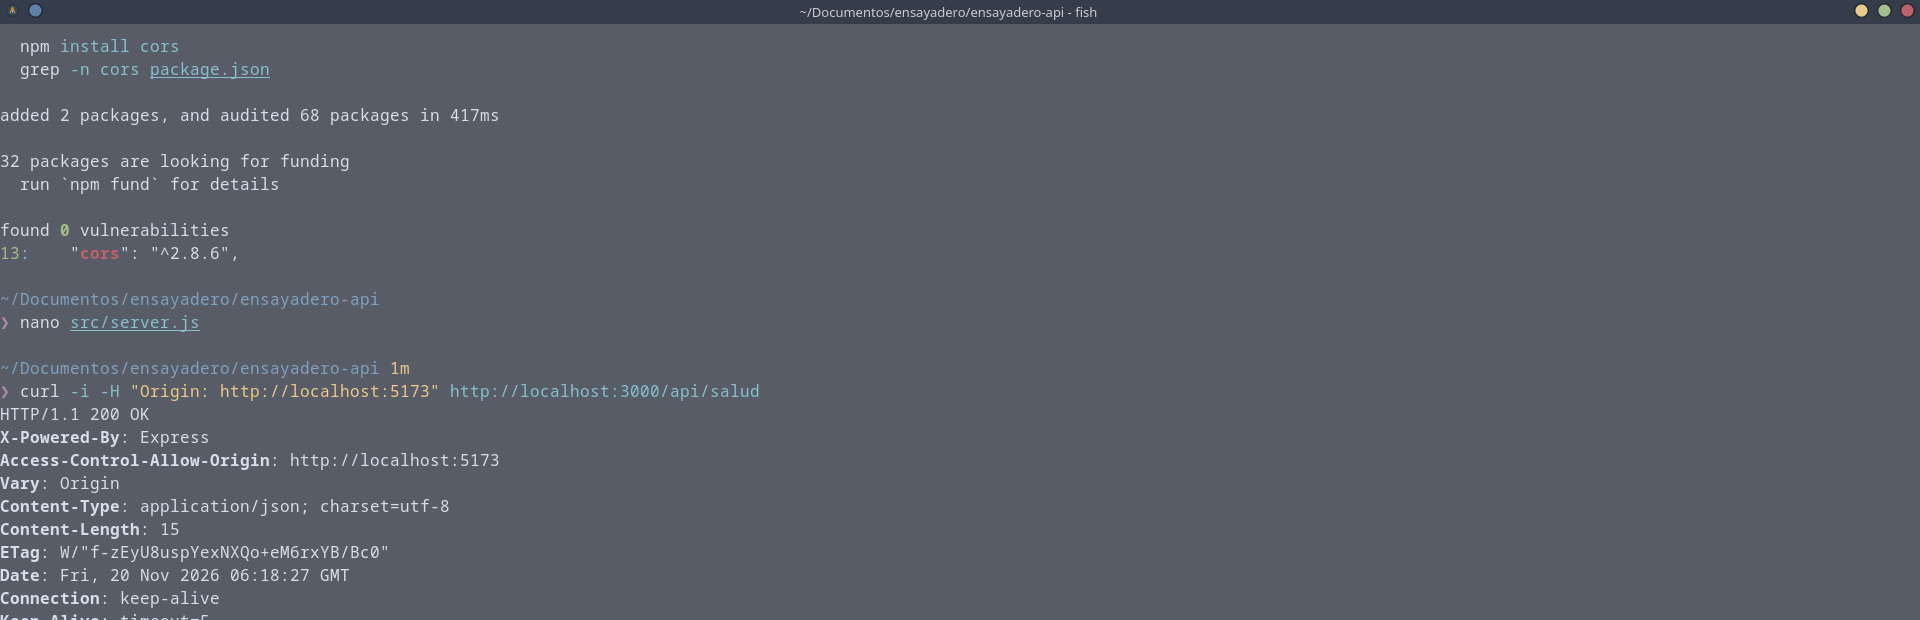 ~/Documentos/ensayadero/ensayadero-api - fish
npm install cors
grep -n cors package.json
added 2 packages, and audited 68 packages in 417ms
32 packages are looking for funding
run `npm fund` for details
found 0 vulnerabilities
13:    "cors": "^2.8.6",
~/Documentos/ensayadero/ensayadero-api
❯ nano src/server.js
~/Documentos/ensayadero/ensayadero-api 1m
❯ curl -i -H "Origin: http://localhost:5173" http://localhost:3000/api/salud
HTTP/1.1 200 OK
X-Powered-By: Express
Access-Control-Allow-Origin: http://localhost:5173
Vary: Origin
Content-Type: application/json; charset=utf-8
Content-Length: 15
ETag: W/"f-zEyU8uspYexNXQo+eM6rxYB/Bc0"
Date: Fri, 20 Nov 2026 06:18:27 GMT
Connection: keep-alive
Keep-Alive: timeout=5